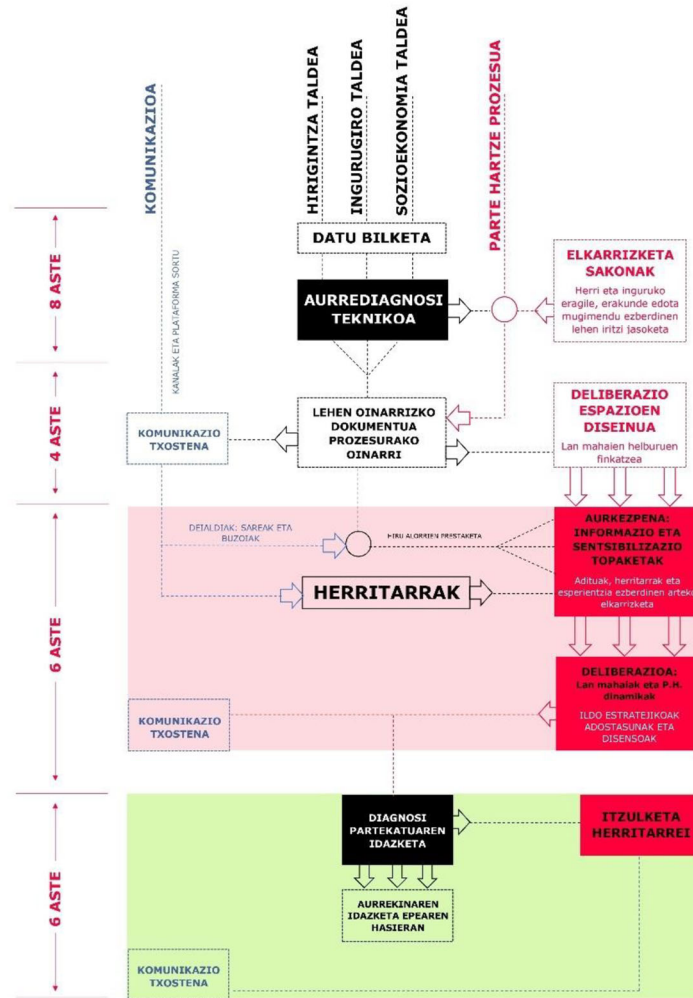 KOMUNIKAZIOA
HIRIGINTZA TALDEA
INGURUGIRO TALDEA
SOZIOEKONOMIA TALDEA
PARTE HARTZE PROZESUA
8 ASTE
KANALAK ETA PLATAFORMA SORTU
DATU BILKETA
AURREDIAGNOSI
TEKNIKOA
ELKARRIZKETA
SAKONAK
Herri eta inguruko
eragile, erakunde edota
mugimendu ezberdinen
lehen iritzi jasoketa
4 ASTE
KOMUNIKAZIO
TXOSTENA
LEHEN OINARRIZKO
DOKUMENTUA
PROZESURAKO
OINARRI
DELIBERAZIO
ESPAZIOEN
DISEINUA
Lan mahaien helburuen
finkatzea
6 ASTE
DEIALDIAK: SAREAK ETA
BUZOIAK
HIRU ALORRIEN PRESTAKETA
AURKEZPENA:
INFORMAZIO ETA
SENTSIBILIZAZIO
TOPAKETAK
Adituak, herritarrak eta
esperientzia ezberdinen arteko
elkarrizketa
HERRITARRAK
DELIBERAZIOA:
Lan mahaiak eta P.H.
dinamikak
ILDO ESTRATEJIKOAK
ADOSTASUNAK ETA
DISENSOAK
KOMUNIKAZIO
TXOSTENA
6 ASTE
DIAGNOSI
PARTEKATUAREN
IDAZKETA
ITZULKETA
HERRITARREI
AURREKINAREN
IDAZKETA EPEAREN
HASIERAN
KOMUNIKAZIO
TXOSTENA